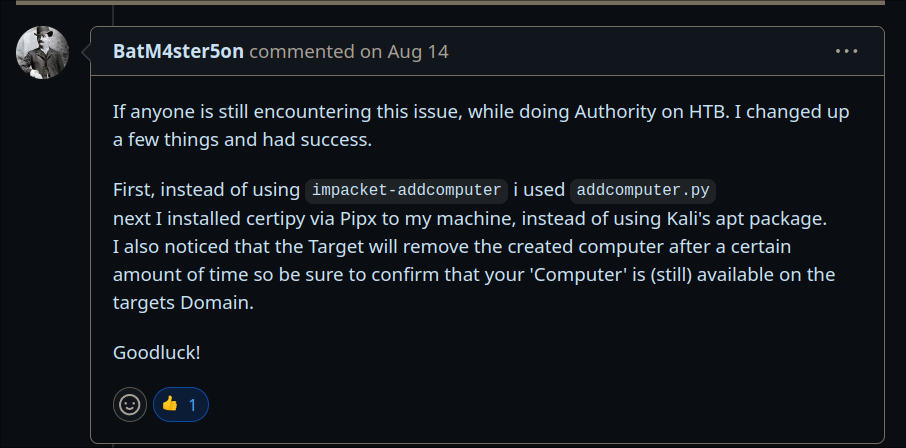 BatM4ster5on commented on Aug 14
If anyone is still encountering this issue, while doing Authority on HTB. I changed up
a few things and had success.
First, instead of using impacket-addcomputer i used addcomputer.py
next I installed certipy via Pipx to my machine, instead of using Kali's apt package.
I also noticed that the Target will remove the created computer after a certain
amount of time so be sure to confirm that your 'Computer' is (still) available on the
targets Domain.
Goodluck!
👍 1